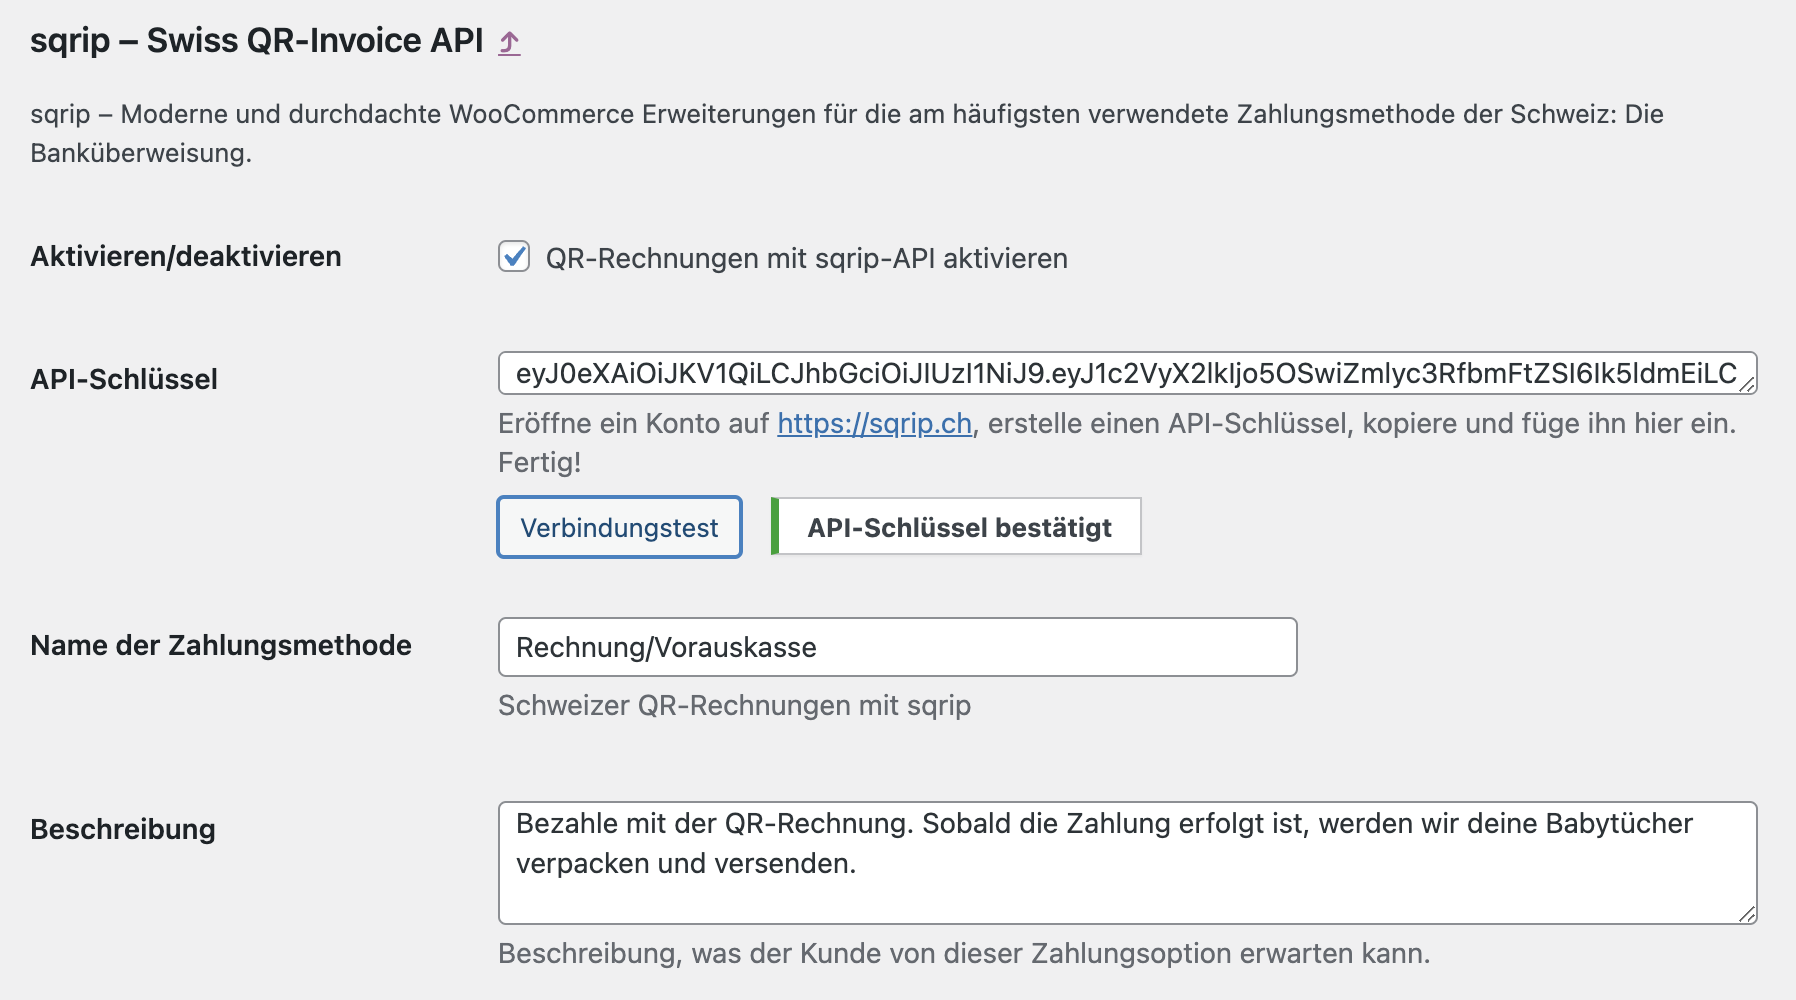 sqrip – Swiss QR-Invoice API ⤴
sqrip – Moderne und durchdachte WooCommerce Erweiterungen für die am häufigsten verwendete Zahlungsmethode der Schweiz: Die
Banküberweisung.
Aktivieren/deaktivieren
QR-Rechnungen mit sqrip-API aktivieren
API-Schlüssel
eyJ0eXAiOiJKV1QiLCJhbGciOiJIUzI1NiJ9.eyJ1c2VyX2lkIjo5OSwiZmlyc3RfbmFtZSI6Ik5ldmEiLC
Eröffne ein Konto auf https://sqrip.ch, erstelle einen API-Schlüssel, kopiere und füge ihn hier ein.
Fertig!
Verbindungstest
API-Schlüssel bestätigt
Name der Zahlungsmethode
Rechnung/Vorauskasse
Schweizer QR-Rechnungen mit sqrip
Beschreibung
Bezahle mit der QR-Rechnung. Sobald die Zahlung erfolgt ist, werden wir deine Babytücher
verpacken und versenden.
Beschreibung, was der Kunde von dieser Zahlungsoption erwarten kann.